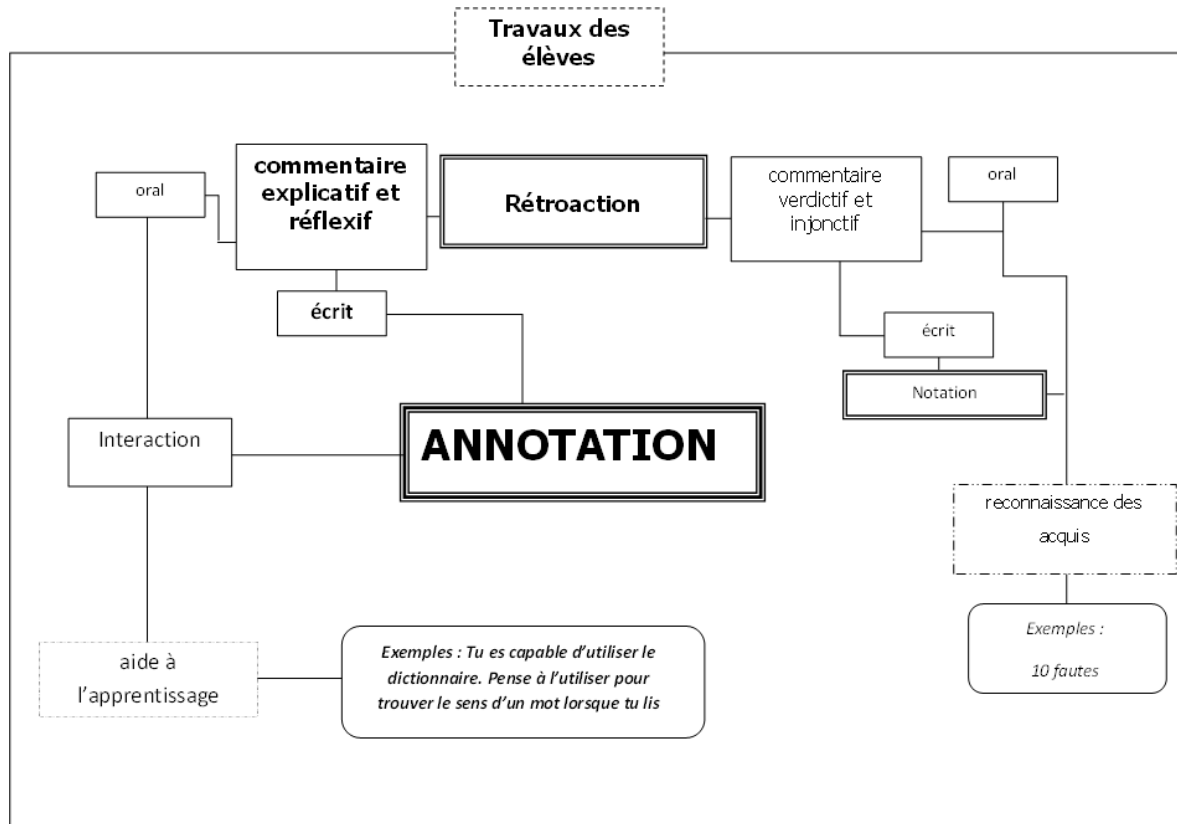 Travaux des
élèves
oral
commentaire
explicatif et
réflexif
Rétroaction
commentaire
verdictif et
injonctif
oral
écrit
écrit
Notation
Interaction
ANNOTATION
reconnaissance des
acquis
aide à
l'apprentissage
Exemples : Tu es capable d'utiliser le
dictionnaire. Pense à l'utiliser pour
trouver le sens d'un mot lorsque tu lis
Exemples :
10 fautes